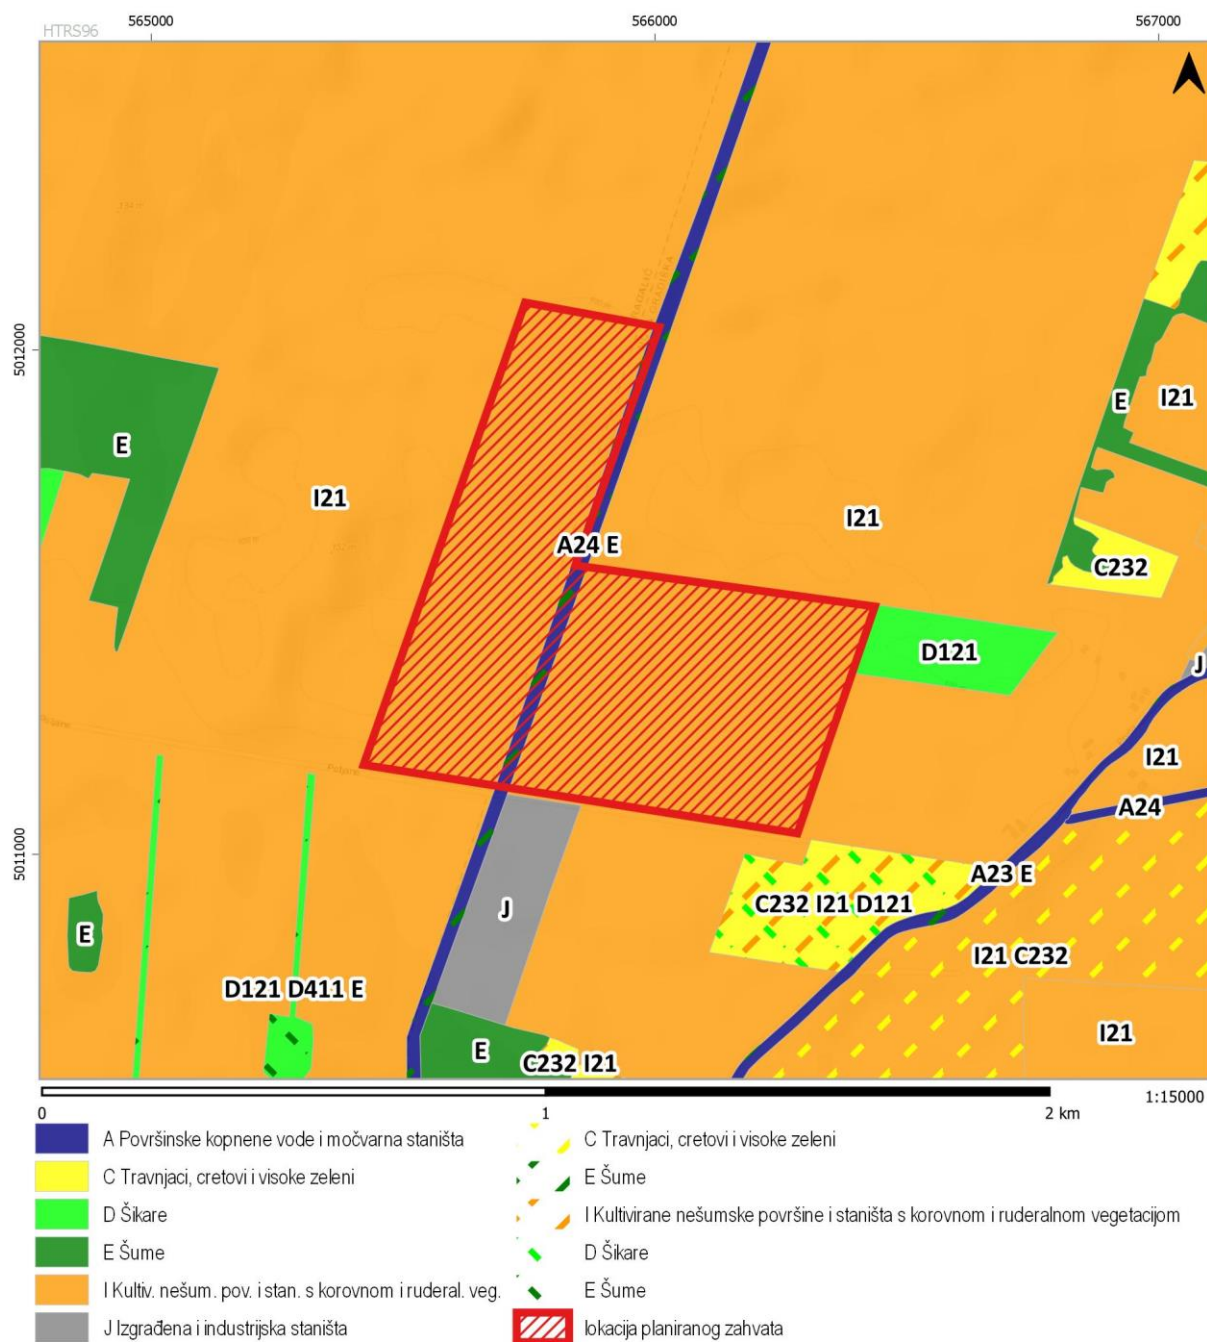 HTRS96
565000
566000
567000
5012000
5011000
RADALIĆ
GRADIŠKA
E
I21
I21
A24 E
E
I21
C232
D121
J
I21
A24
A23 E
C232 I21 D121
I21 C232
J
E
D121 D411 E
I21
E
C232 I21
0
1
2 km
1:15000
A Površinske kopnene vode i močvarna staništa
C Travnjaci, cretovi i visoke zeleni
D Šikare
E Šume
I Kultiv. nešum. pov. i stan. s korovnom i ruderal. veg.
J Izgrađena i industrijska staništa
C Travnjaci, cretovi i visoke zeleni
E Šume
I Kultivirane nešumske površine i staništa s korovnom i ruderalnom vegetacijom
D Šikare
E Šume
lokacija planiranog zahvata